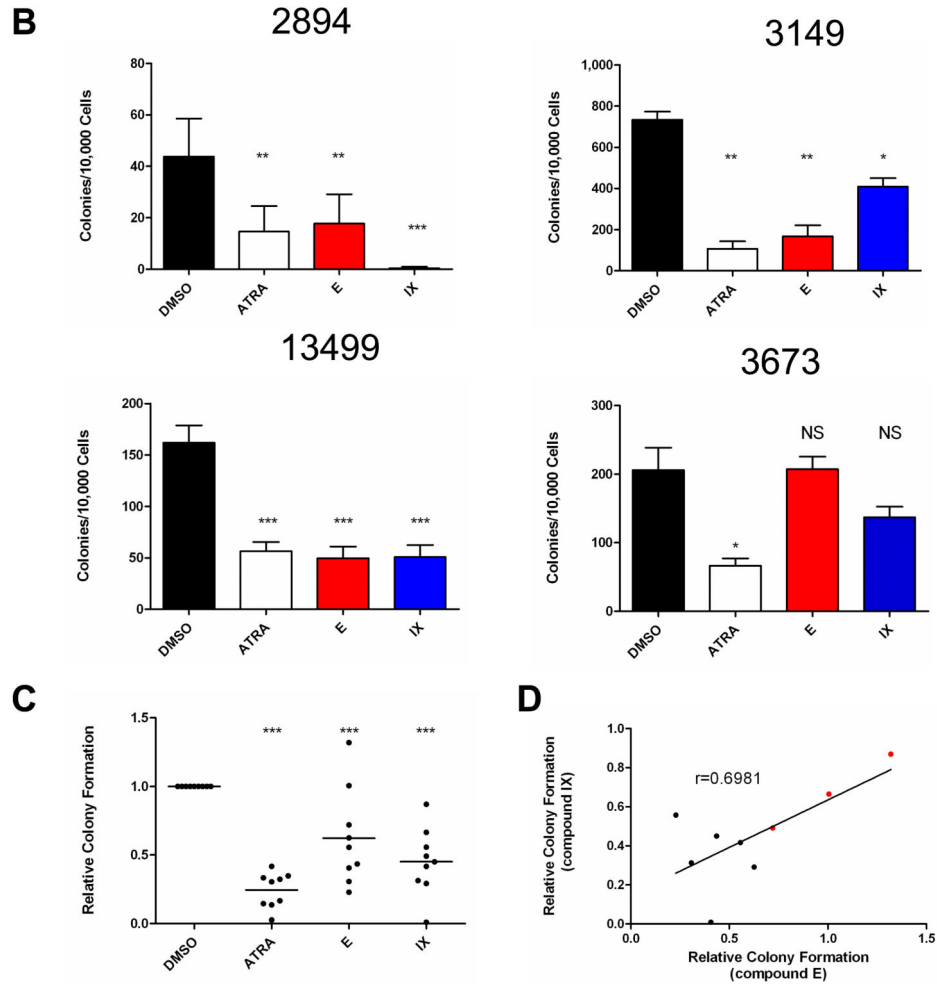 B
2894
3149
Colonies/10,000 Cells
80
60
40
20
0
**
**
***
DMSO
ATRA
E
IX
Colonies/10,000 Cells
1,000
800
600
400
200
0
**
**
*
DMSO
ATRA
E
IX
13499
3673
Colonies/10,000 Cells
200
150
100
50
0
***
***
***
DMSO
ATRA
E
IX
Colonies/10,000 Cells
300
200
100
0
*
NS
NS
DMSO
ATRA
E
IX
C
Relative Colony Formation
1.5
1.0
0.5
0.0
***
***
***
DMSO
ATRA
E
IX
D
Relative Colony Formation
(compound IX)
1.0
0.8
0.6
0.4
0.2
0.0
r=0.6981
0.0
0.5
1.0
1.5
Relative Colony Formation
(compound E)